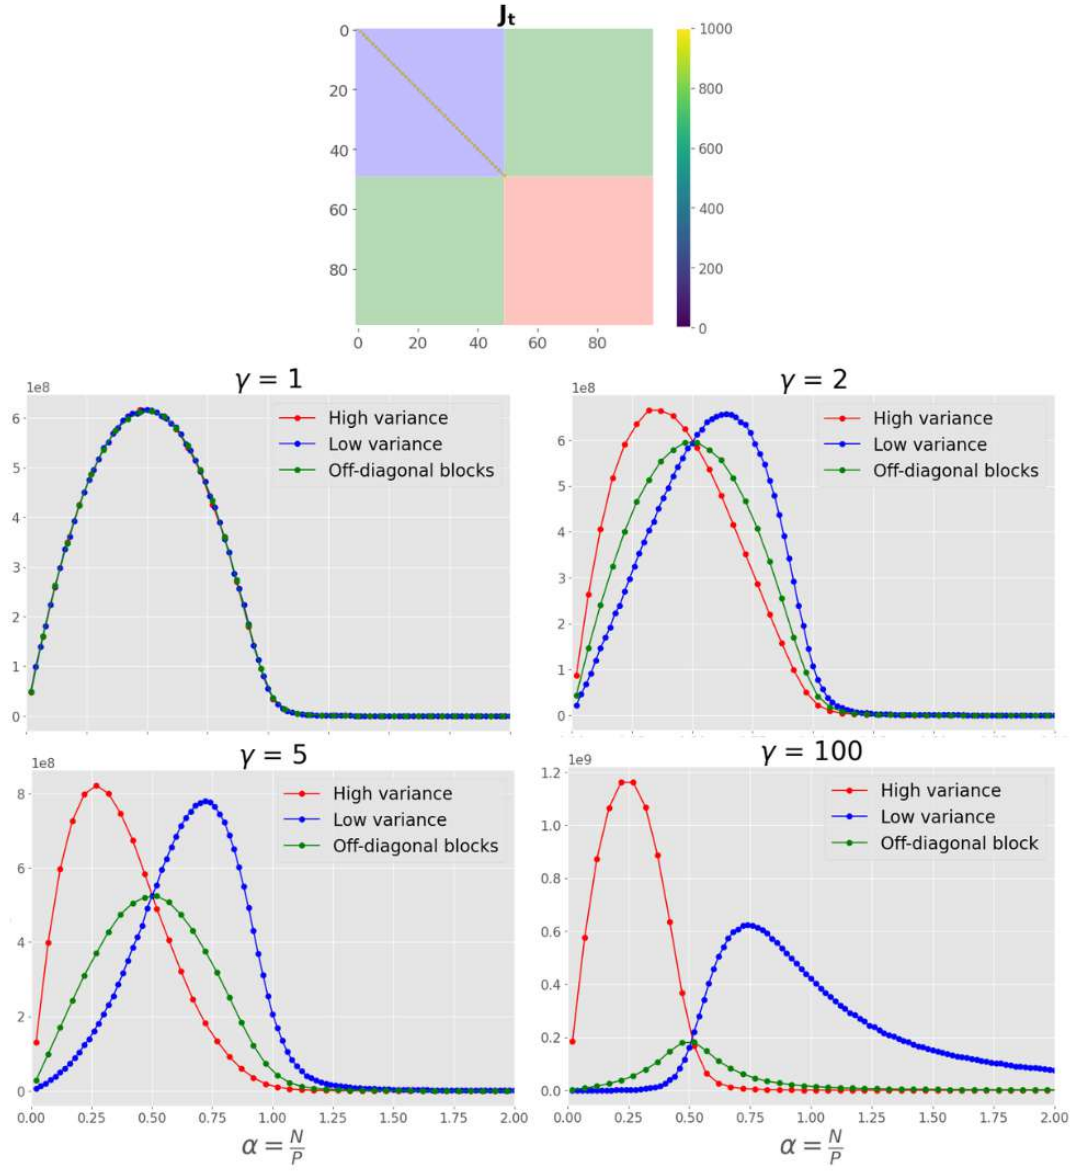 J_t
0
20
40
60
80
0 20 40 60 80
1000
800
600
400
200
0
γ = 1
1e8
6
5
4
3
2
1
0
High variance
Low variance
Off-diagonal blocks
γ = 2
1e8
6
5
4
3
2
1
0
High variance
Low variance
Off-diagonal blocks
γ = 5
1e8
8
6
4
2
0
High variance
Low variance
Off-diagonal blocks
0.00 0.25 0.50 0.75 1.00 1.25 1.50 1.75 2.00
α = N/P
γ = 100
1e9
1.2
1.0
0.8
0.6
0.4
0.2
0.0
High variance
Low variance
Off-diagonal block
0.00 0.25 0.50 0.75 1.00 1.25 1.50 1.75 2.00
α = N/P